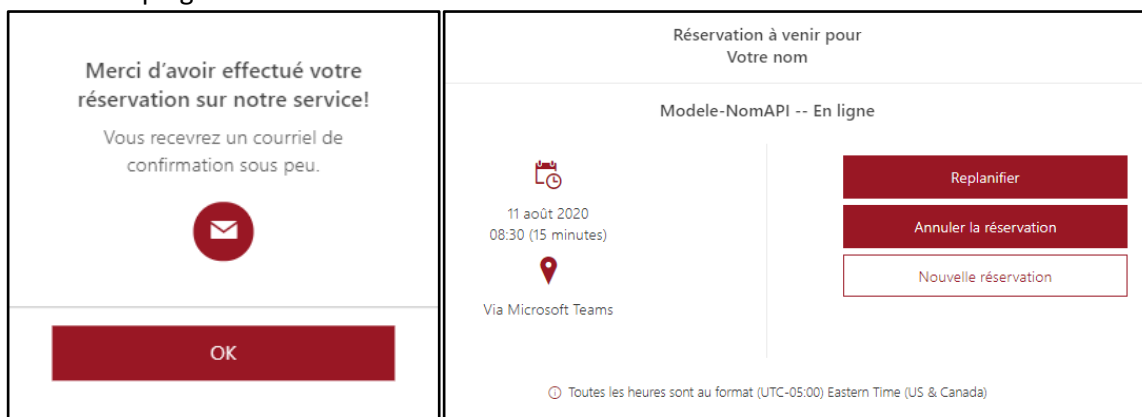 Merci d'avoir effectué votre
réservation sur notre service!
Vous recevrez un courriel de
confirmation sous peu.
OK
Réservation à venir pour
Votre nom
Modele-NomAPI -- En ligne
11 août 2020
08:30 (15 minutes)
Via Microsoft Teams
Replanifier
Annuler la réservation
Nouvelle réservation
Toutes les heures sont au format (UTC-05:00) Eastern Time (US & Canada)